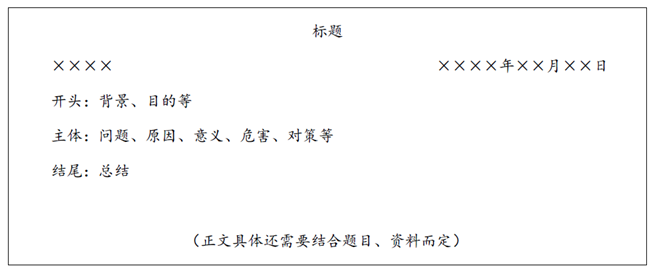 标题
×××× ××××年××月××日
开头：背景、目的等
主体：问题、原因、意义、危害、对策等
结尾：总结
（正文具体还需要结合题目、资料而定）